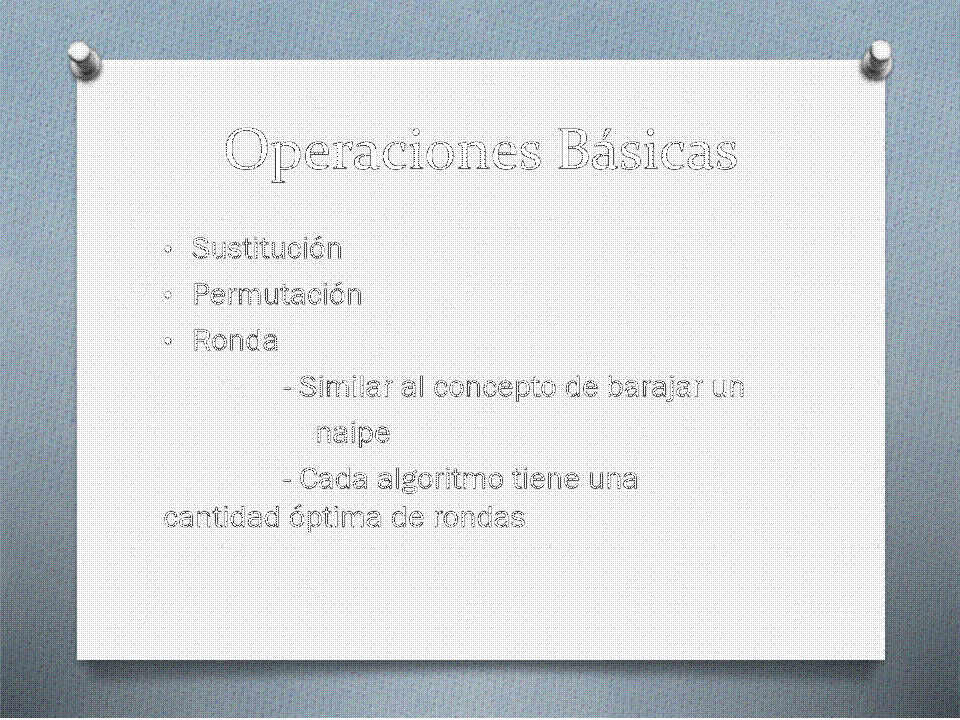 Operaciones Básicas
• Sustitución
• Permutación
• Ronda
- Similar al concepto de barajar un
naipe
- Cada algoritmo tiene una
cantidad óptima de rondas